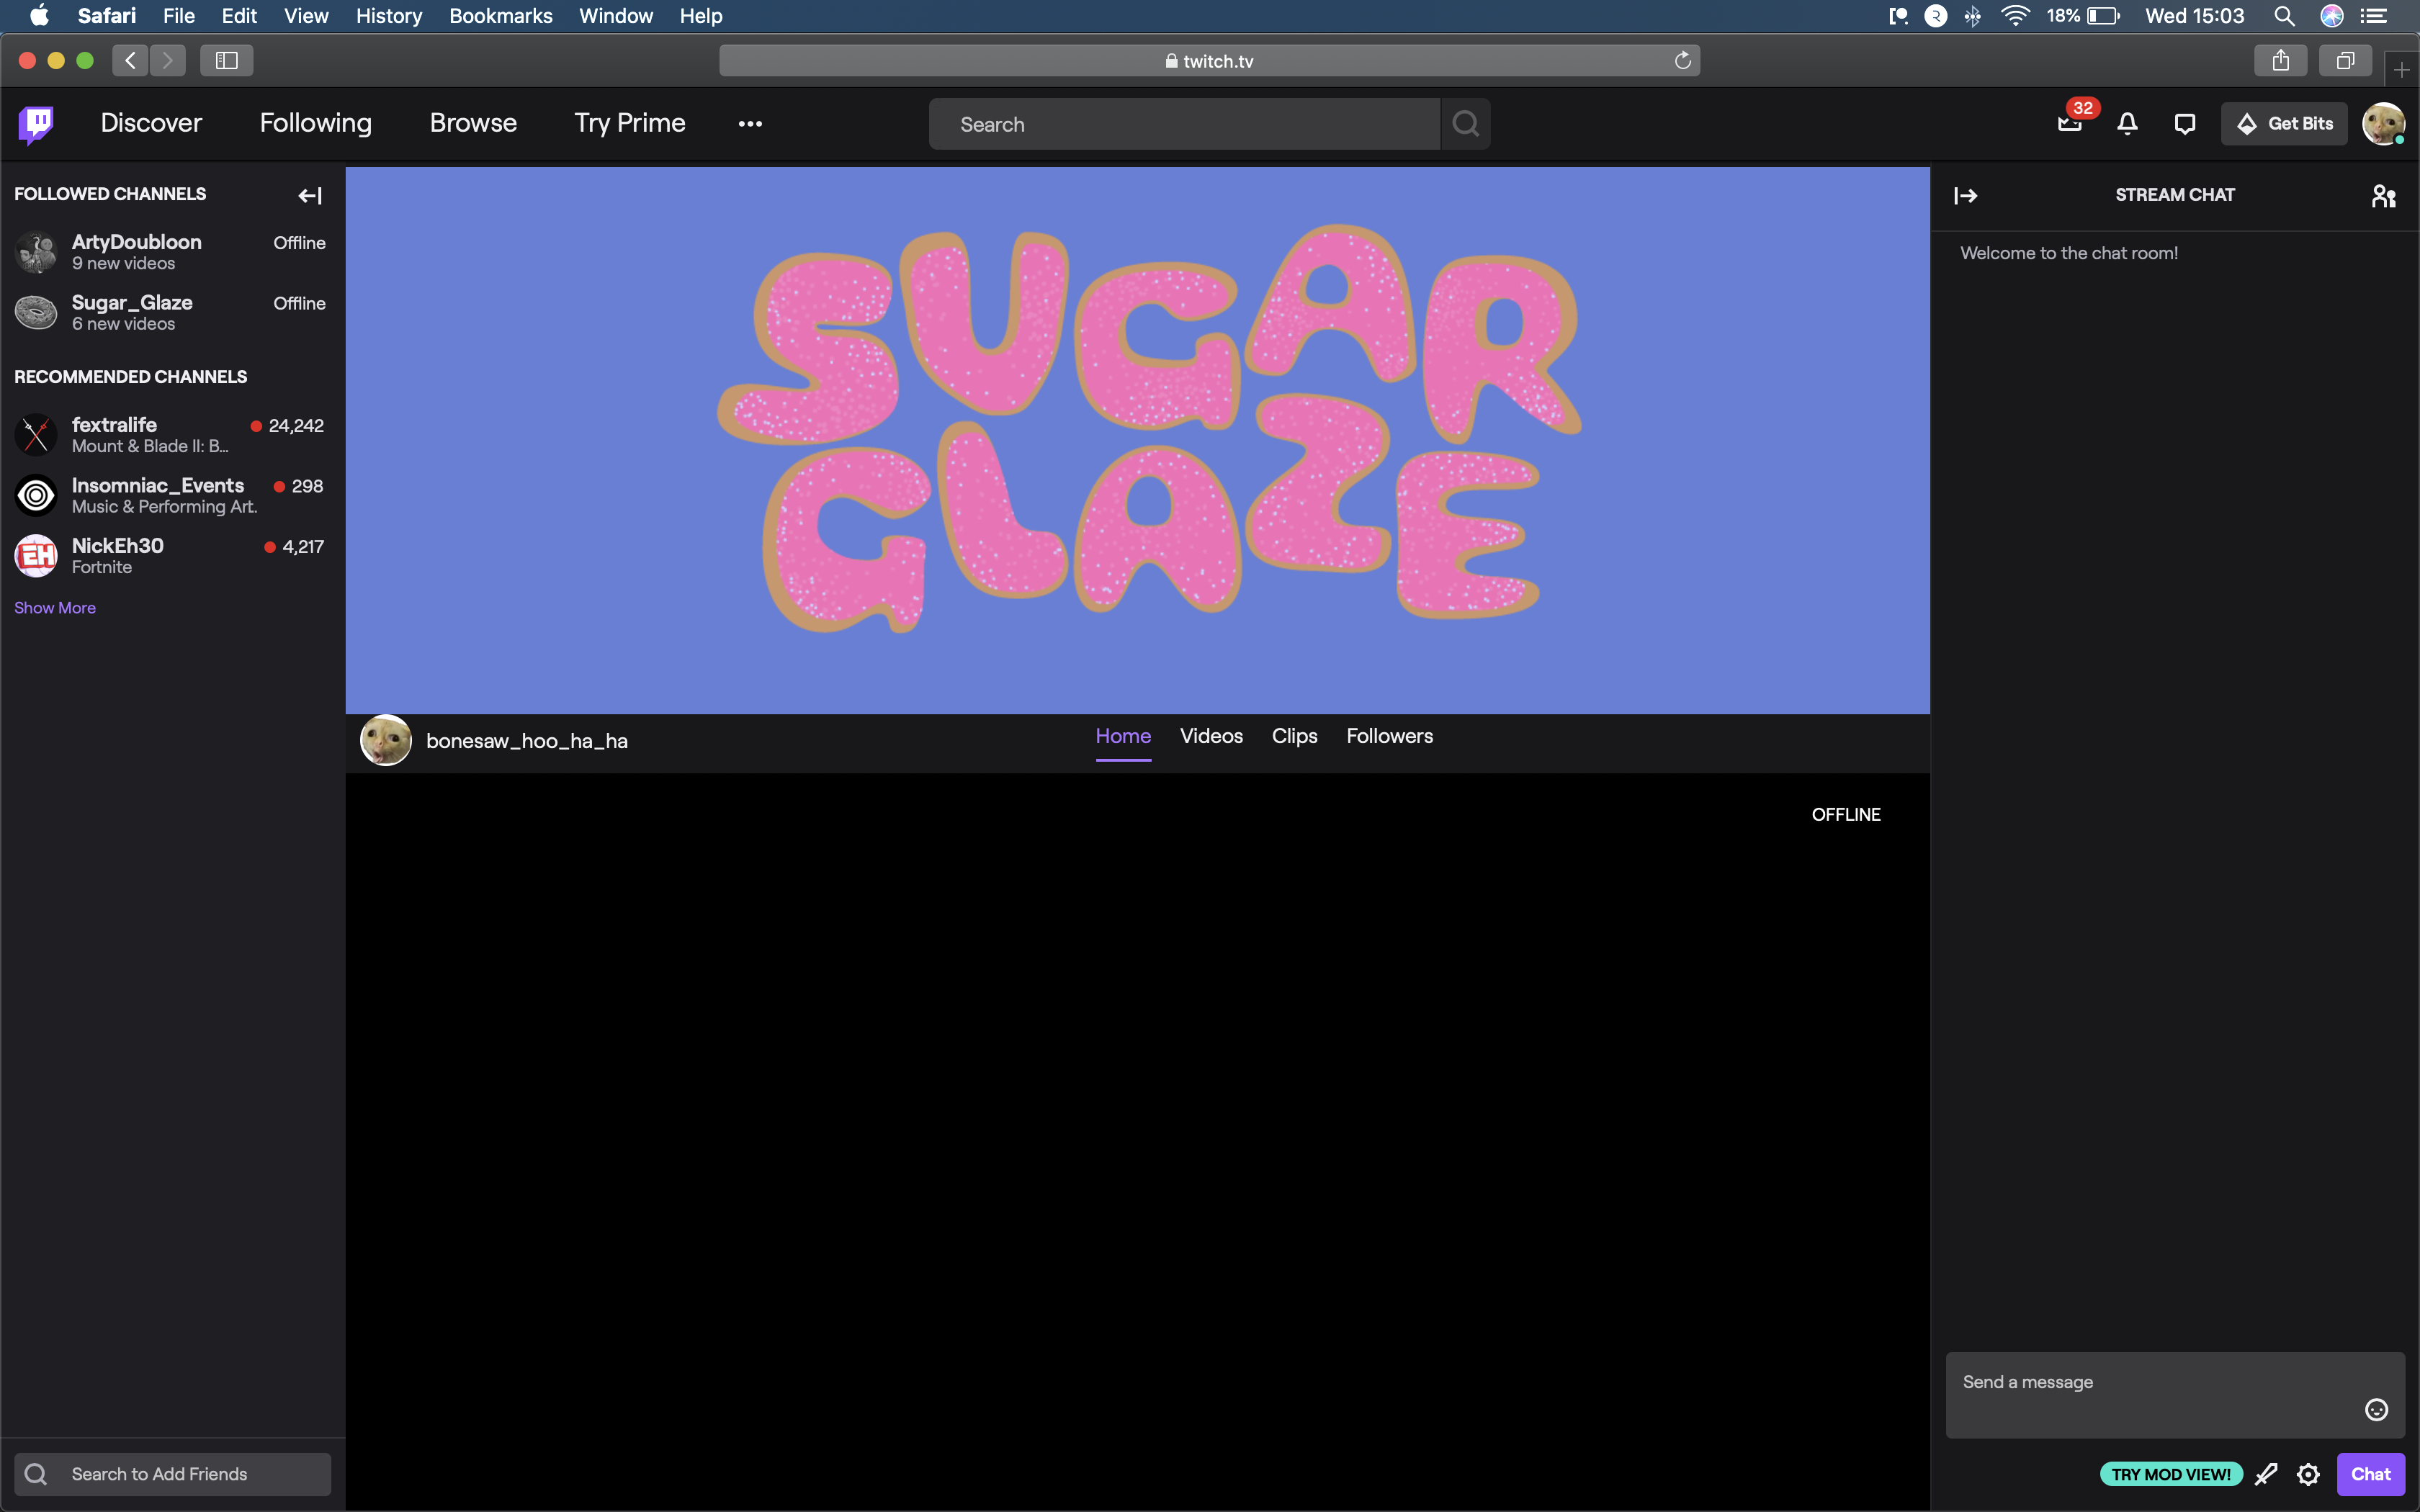 Safari File Edit View History Bookmarks Window Help 18% Wed 15:03
twitch.tv
Discover Following Browse Try Prime Search 32 Get Bits
FOLLOWED CHANNELS
ArtyDoubloon Offline
9 new videos
Sugar_Glaze Offline
6 new videos
RECOMMENDED CHANNELS
fextralife 24,242
Mount & Blade II: B...
Insomniac_Events 298
Music & Performing Art.
NickEh30 4,217
Fortnite
Show More
Search to Add Friends
SUGAR
GLAZE
bonesaw_hoo_ha_ha Home Videos Clips Followers
OFFLINE
STREAM CHAT
Welcome to the chat room!
Send a message
TRY MOD VIEW! Chat